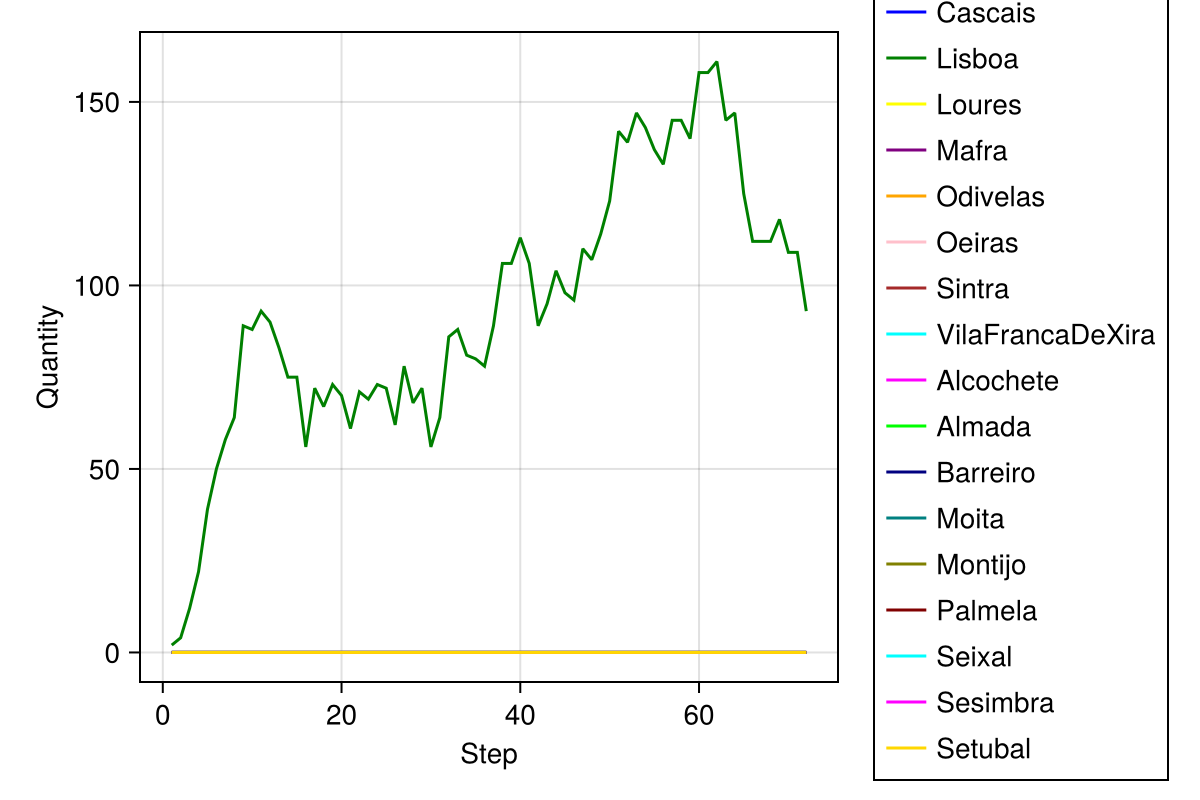 Cascais
Lisboa
Loures
Mafra
Odivelas
Oeiras
Sintra
VilaFrancaDeXira
Alcochete
Almada
Barreiro
Moita
Montijo
Palmela
Seixal
Sesimbra
Setubal
150
100
50
0
Quantity
0 20 40 60
Step